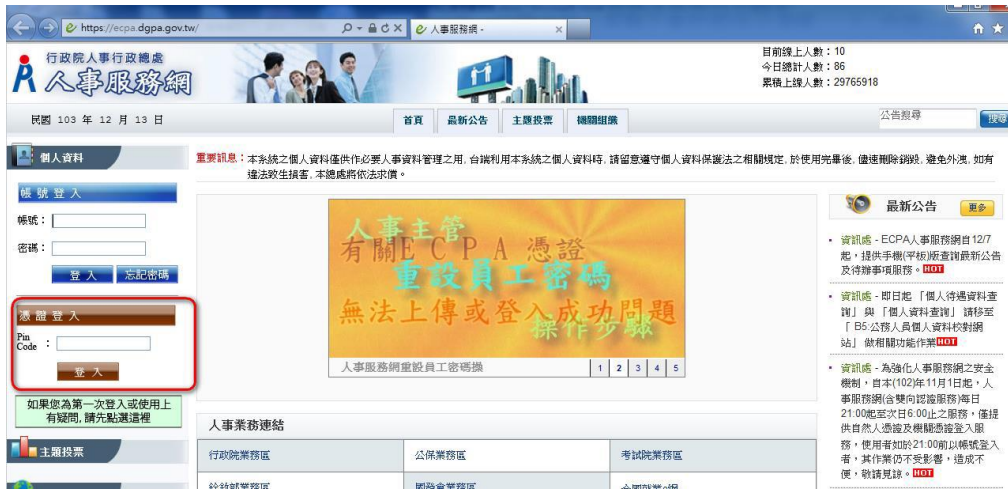 https://ecpa.dgpa.gov.tw/
人事服務網 -
行政院人事行政總處
人事服務網
目前線上人數：10
今日總計人數：86
累積上線人數：29765918
民國 103 年 12 月 13 日
首頁
最新公告
主題投票
機關組織
公告搜尋
搜尋
個人資料
重要訊息：本系統之個人資料僅供作必要人事資料管理之用，台端利用本系統之個人資料時，請留意遵守個人資料保護法之相關規定，於使用完畢後，儘速刪除銷毀，避免外洩，如有
違法致生損害，本總處將依法求償。
帳號登入
帳號：
密碼：
登入
忘記密碼
憑證登入
Pin
Code ：
登入
如果您為第一次登入或使用上
有疑問，請先點選這裡
主題投票
人事主管
有關ECPA 憑證
重設員工密碼
無法上傳或登入成功問題
操作步驟
人事服務網重設員工密碼操
1 2 3 4 5
人事業務連結
行政院業務區
公保業務區
考試院業務區
銓敘部業務區
國發會業務區
全國就業e網
最新公告
更多
資訊處 - ECPA人事服務網自12/7
起，提供手機(平板)版查詢最新公告
及待辦事項服務。HOT
資訊處 - 即日起 「個人待遇資料查
詢」 與 「個人資料查詢」 請移至
「 B5:公務人員個人資料校對網
站」 做相關功能作業HOT
資訊處 - 為強化人事服務網之安全
機制，自本(102)年11月1日起，人
事服務網(含雙向認證服務)每日
21:00起至次日6:00止之服務，僅提
供自然人憑證及機關憑證登入服
務，使用者如於21:00前以帳號登入
者，其作業仍不受影響，造成不
便，敬請見諒。HOT